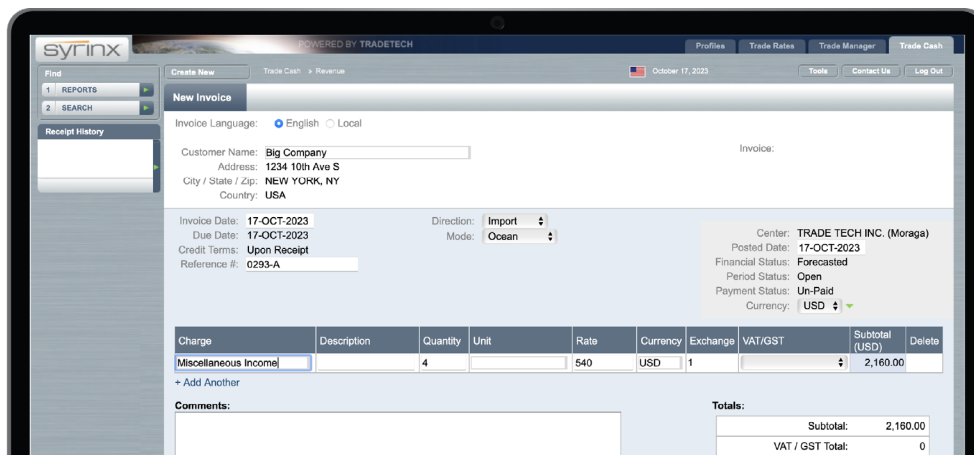 syrinx
POWERED BY TRADETECH
Profiles
Trade Rates
Trade Manager
Trade Cash
Find
1 REPORTS
2 SEARCH
Receipt History
Create New
Trade Cash > Revenue
October 17, 2023
Tools
Contact Us
Log Out
New Invoice
Invoice Language: English Local
Customer Name: Big Company
Address: 1234 10th Ave S
City / State / Zip: NEW YORK, NY
Country: USA
Invoice:
Invoice Date: 17-OCT-2023
Due Date: 17-OCT-2023
Credit Terms: Upon Receipt
Reference #: 0293-A
Direction: Import
Mode: Ocean
Center: TRADE TECH INC. (Moraga)
Posted Date: 17-OCT-2023
Financial Status: Forecasted
Period Status: Open
Payment Status: Un-Paid
Currency: USD
Charge Description Quantity Unit Rate Currency Exchange VAT/GST Subtotal (USD) Delete
Miscellaneous Income 4 540 USD 1 2,160.00
+ Add Another
Comments:
Totals:
Subtotal: 2,160.00
VAT / GST Total: 0